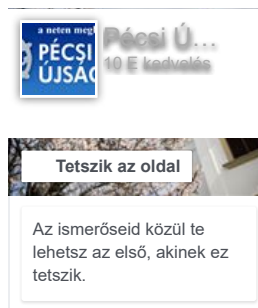 a neten meg
PÉCSI
ÚJSÁ
Pécsi Ú...
10 E kedvelés
Tetszik az oldal
Az ismerőseid közül te
lehetsz az első, akinek ez
tetszik.